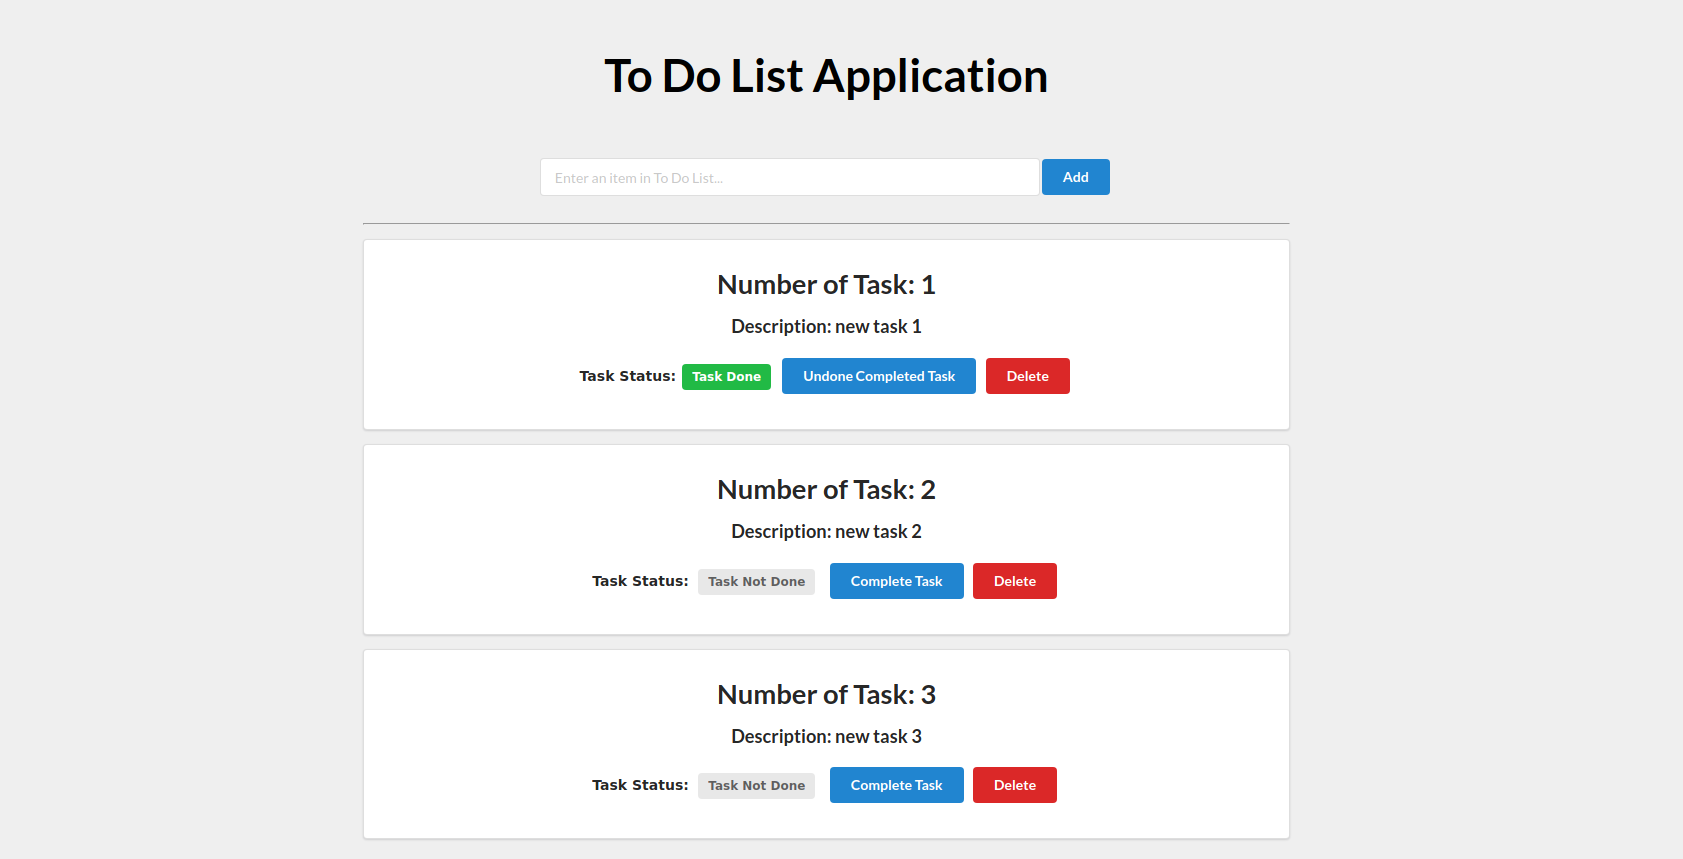 To Do List Application
Enter an item in To Do List... Add
Number of Task: 1
Description: new task 1
Task Status: Task Done Undone Completed Task Delete
Number of Task: 2
Description: new task 2
Task Status: Task Not Done Complete Task Delete
Number of Task: 3
Description: new task 3
Task Status: Task Not Done Complete Task Delete